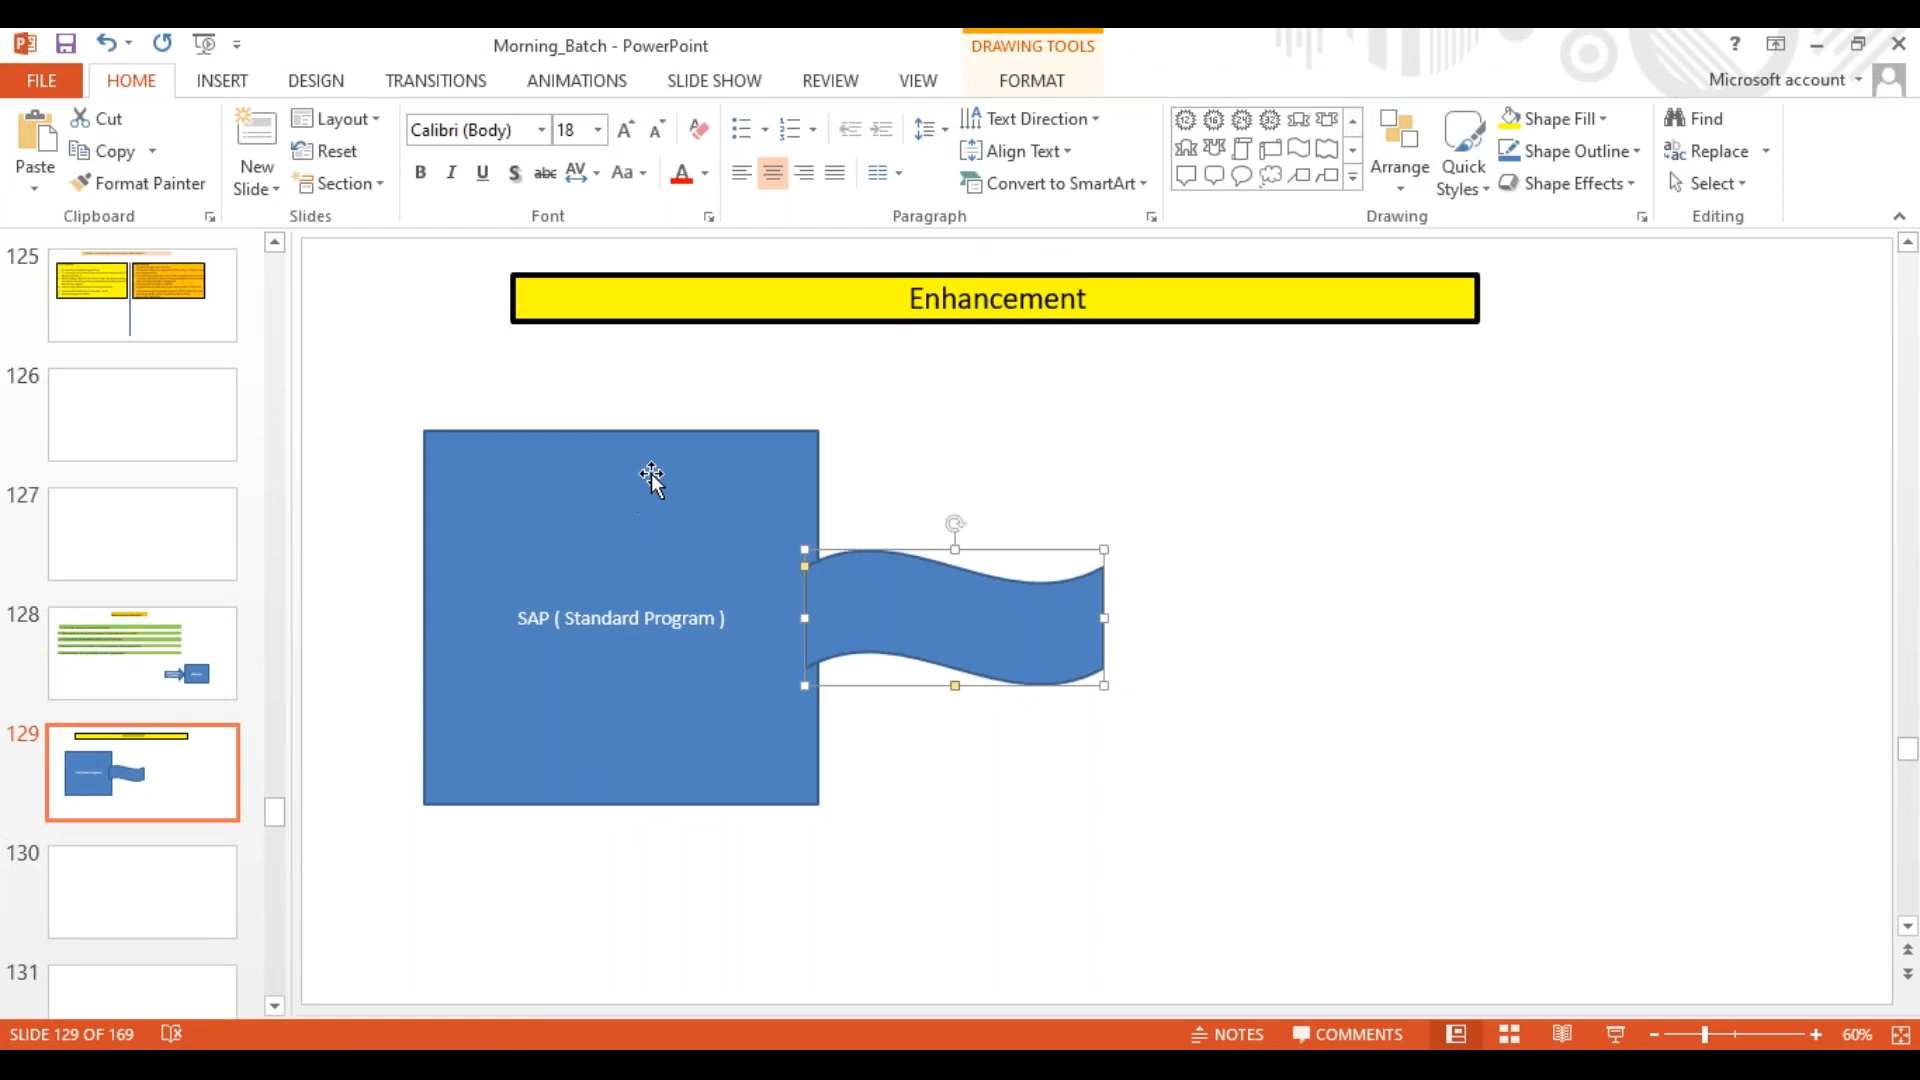 Morning_Batch - PowerPoint
DRAWING TOOLS
?
FILE
HOME
INSERT
DESIGN
TRANSITIONS
ANIMATIONS
SLIDE SHOW
REVIEW
VIEW
FORMAT
Microsoft account
Paste
Cut
Copy
Format Painter
Clipboard
New
Slide
Layout
Reset
Section
Slides
Calibri (Body)
18
B I U S abc AV Aa A
Font
Text Direction
Align Text
Convert to SmartArt
Paragraph
Arrange
Quick
Styles
Shape Fill
Shape Outline
Shape Effects
Drawing
Find
Replace
Select
Editing
125
126
127
128
129
130
131
Enhancement
SAP ( Standard Program )
SLIDE 129 OF 169
NOTES
COMMENTS
60%